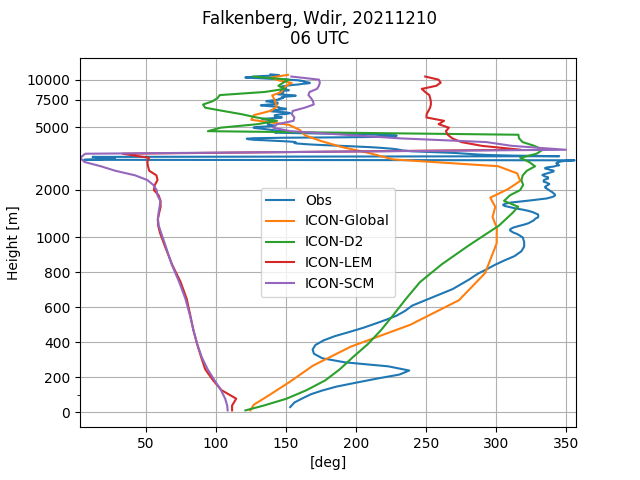 Falkenberg, Wdir, 20211210
06 UTC
10000
7500
5000
2000
1000
800
600
400
200
0
Height [m]
Obs
ICON-Global
ICON-D2
ICON-LEM
ICON-SCM
50 100 150 200 250 300 350
[deg]